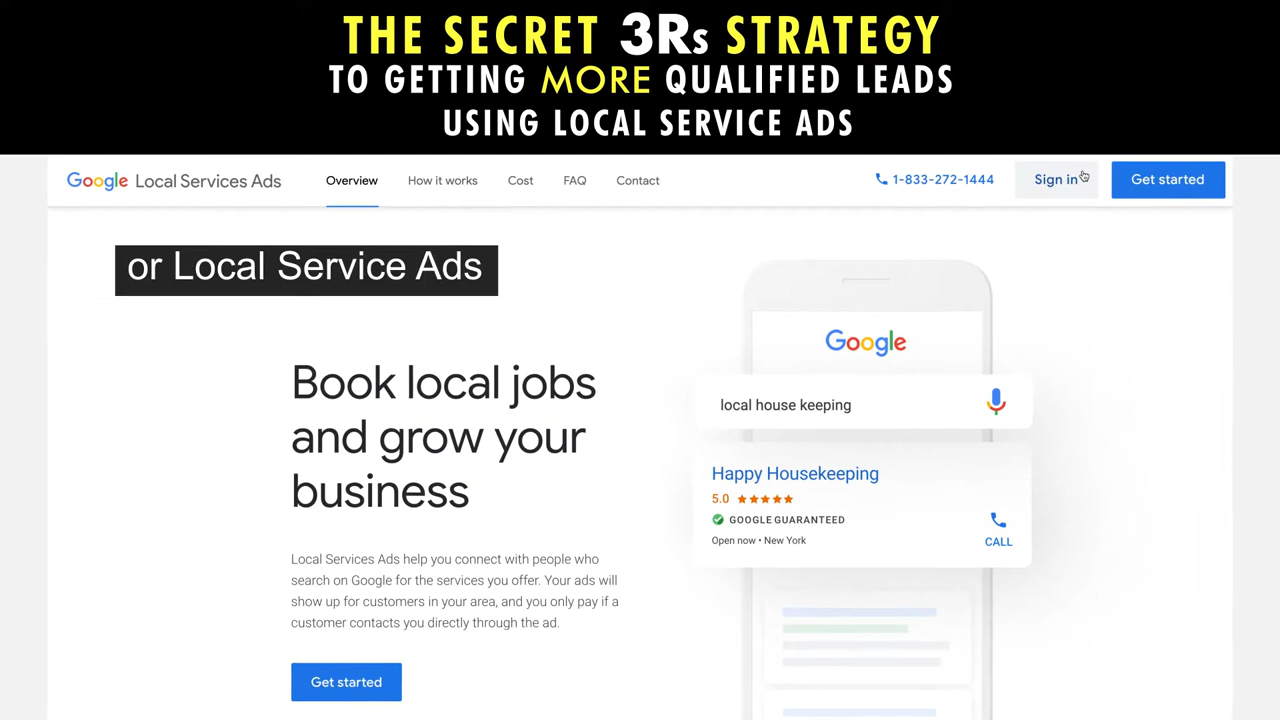 THE SECRET 3Rs STRATEGY
TO GETTING MORE QUALIFIED LEADS
USING LOCAL SERVICE ADS
Google Local Services Ads Overview How it works Cost FAQ Contact 1-833-272-1444 Sign in Get started
or Local Service Ads
Book local jobs
and grow your
business
Local Services Ads help you connect with people who
search on Google for the services you offer. Your ads will
show up for customers in your area, and you only pay if a
customer contacts you directly through the ad.
Get started
Google
local house keeping
Happy Housekeeping
5.0
GOOGLE GUARANTEED
Open now • New York
CALL